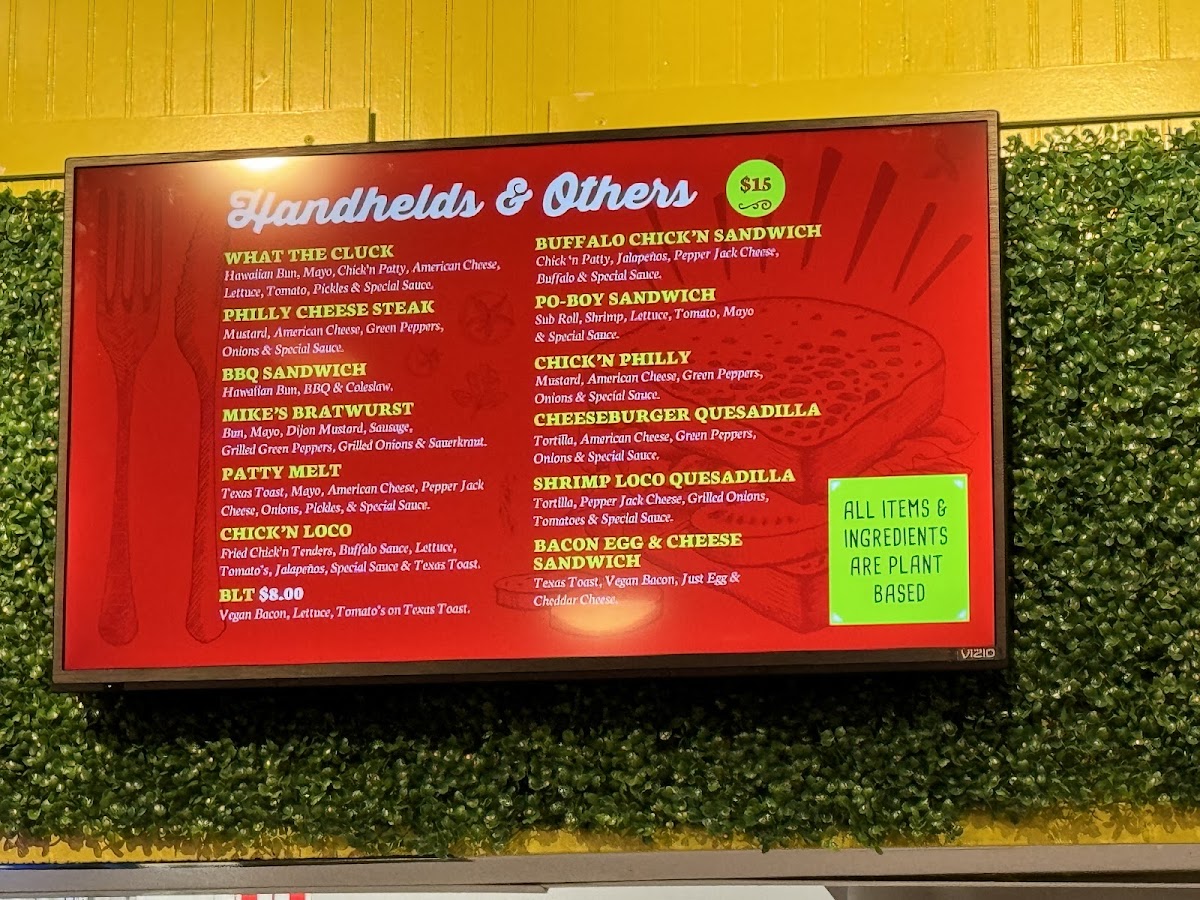 Handhelds & Others
$15
WHAT THE CLUCK
Hawaiian Bun, Mayo, Chick'n Patty, American Cheese,
Lettuce, Tomato, Pickles & Special Sauce.
PHILLY CHEESE STEAK
Mustard, American Cheese, Green Peppers,
Onions & Special Sauce.
BBQ SANDWICH
Hawaiian Bun, BBQ & Coleslaw.
MIKE'S BRATWURST
Bun, Mayo, Dijon Mustard, Sausage,
Grilled Green Peppers, Grilled Onions & Sauerkraut.
PATTY MELT
Texas Toast, Mayo, American Cheese, Pepper Jack
Cheese, Onions, Pickles, & Special Sauce.
CHICK'N LOCO
Fried Chick'n Tenders, Buffalo Sauce, Lettuce,
Tomato's, Jalapeños, Special Sauce & Texas Toast.
BLT $8.00
Vegan Bacon, Lettuce, Tomato's on Texas Toast.
BUFFALO CHICK'N SANDWICH
Chick'n Patty, Jalapeños, Pepper Jack Cheese,
Buffalo & Special Sauce.
PO-BOY SANDWICH
Sub Roll, Shrimp, Lettuce, Tomato, Mayo
& Special Sauce.
CHICK'N PHILLY
Mustard, American Cheese, Green Peppers,
Onions & Special Sauce.
CHEESEBURGER QUESADILLA
Tortilla, American Cheese, Green Peppers,
Onions & Special Sauce.
SHRIMP LOCO QUESADILLA
Tortilla, Pepper Jack Cheese, Grilled Onions,
Tomatoes & Special Sauce.
BACON EGG & CHEESE
SANDWICH
Texas Toast, Vegan Bacon, Just Egg &
Cheddar Cheese.
ALL ITEMS &
INGREDIENTS
ARE PLANT
BASED
VIZIO